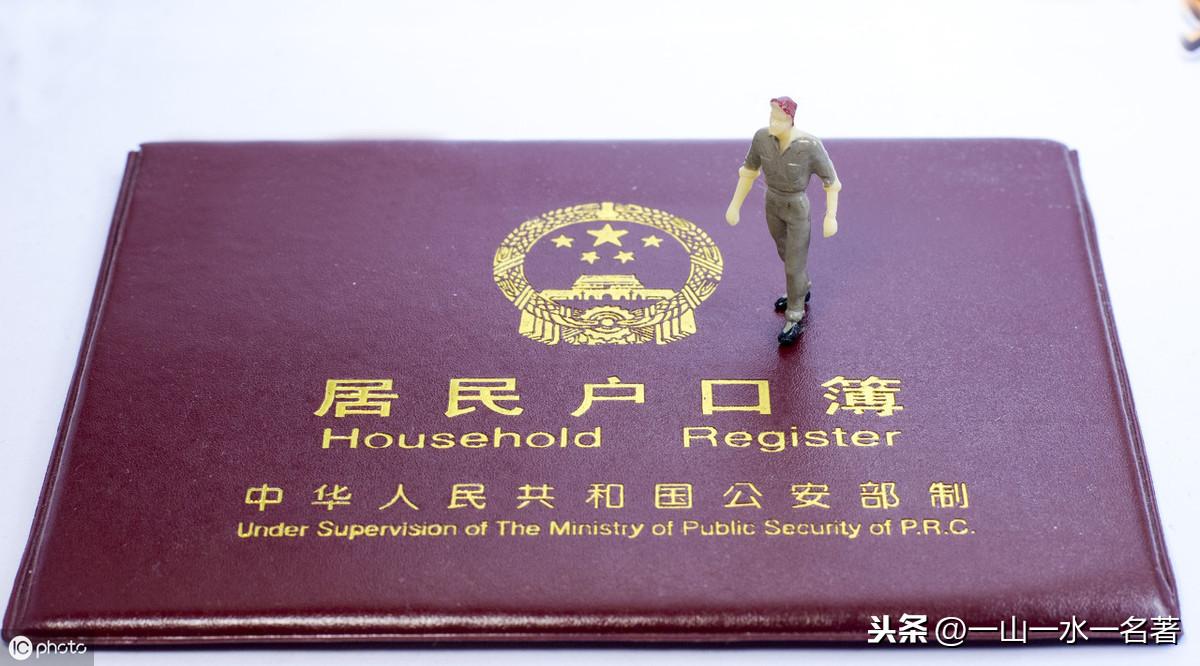 居民户口簿
Household Register
中华人民共和国公安部制
Under Supervision of The Ministry of Public Security of P.R.C.
头条 @一山一水一名著
IC photo